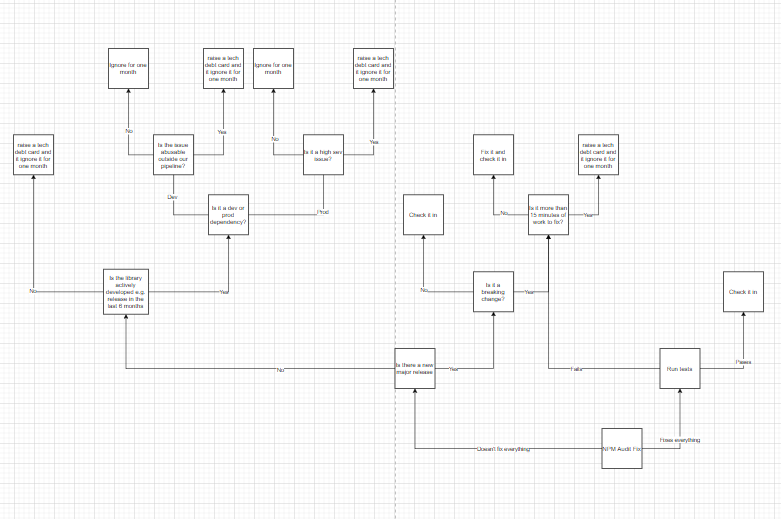 Ignore for one
month
raise a tech
debt card and
it ignore it for
one month
Ignore for one
month
raise a tech
debt card and
it ignore it for
one month
No
Yes
No
Yes
raise a tech
debt card and
it ignore it for
one month
Is the issue
abusable
outside our
pipeline?
Is it a high sev
issue?
Fix it and
check it in
raise a tech
debt card and
it ignore it for
one month
Dev
Prod
Is it a dev or
prod
dependency?
Check it in
No
Is it more than
15 minutes of
work to fix?
Yes
Is the library
actively
developed e.g.
release in the
last 6 months
No
Yes
No
Is it a
breaking
change?
Yes
Check it in
No
Is there a new
major release
Yes
Fails
Run tests
Passes
Doesn't fix everything
NPM Audit Fix
Fixes everything